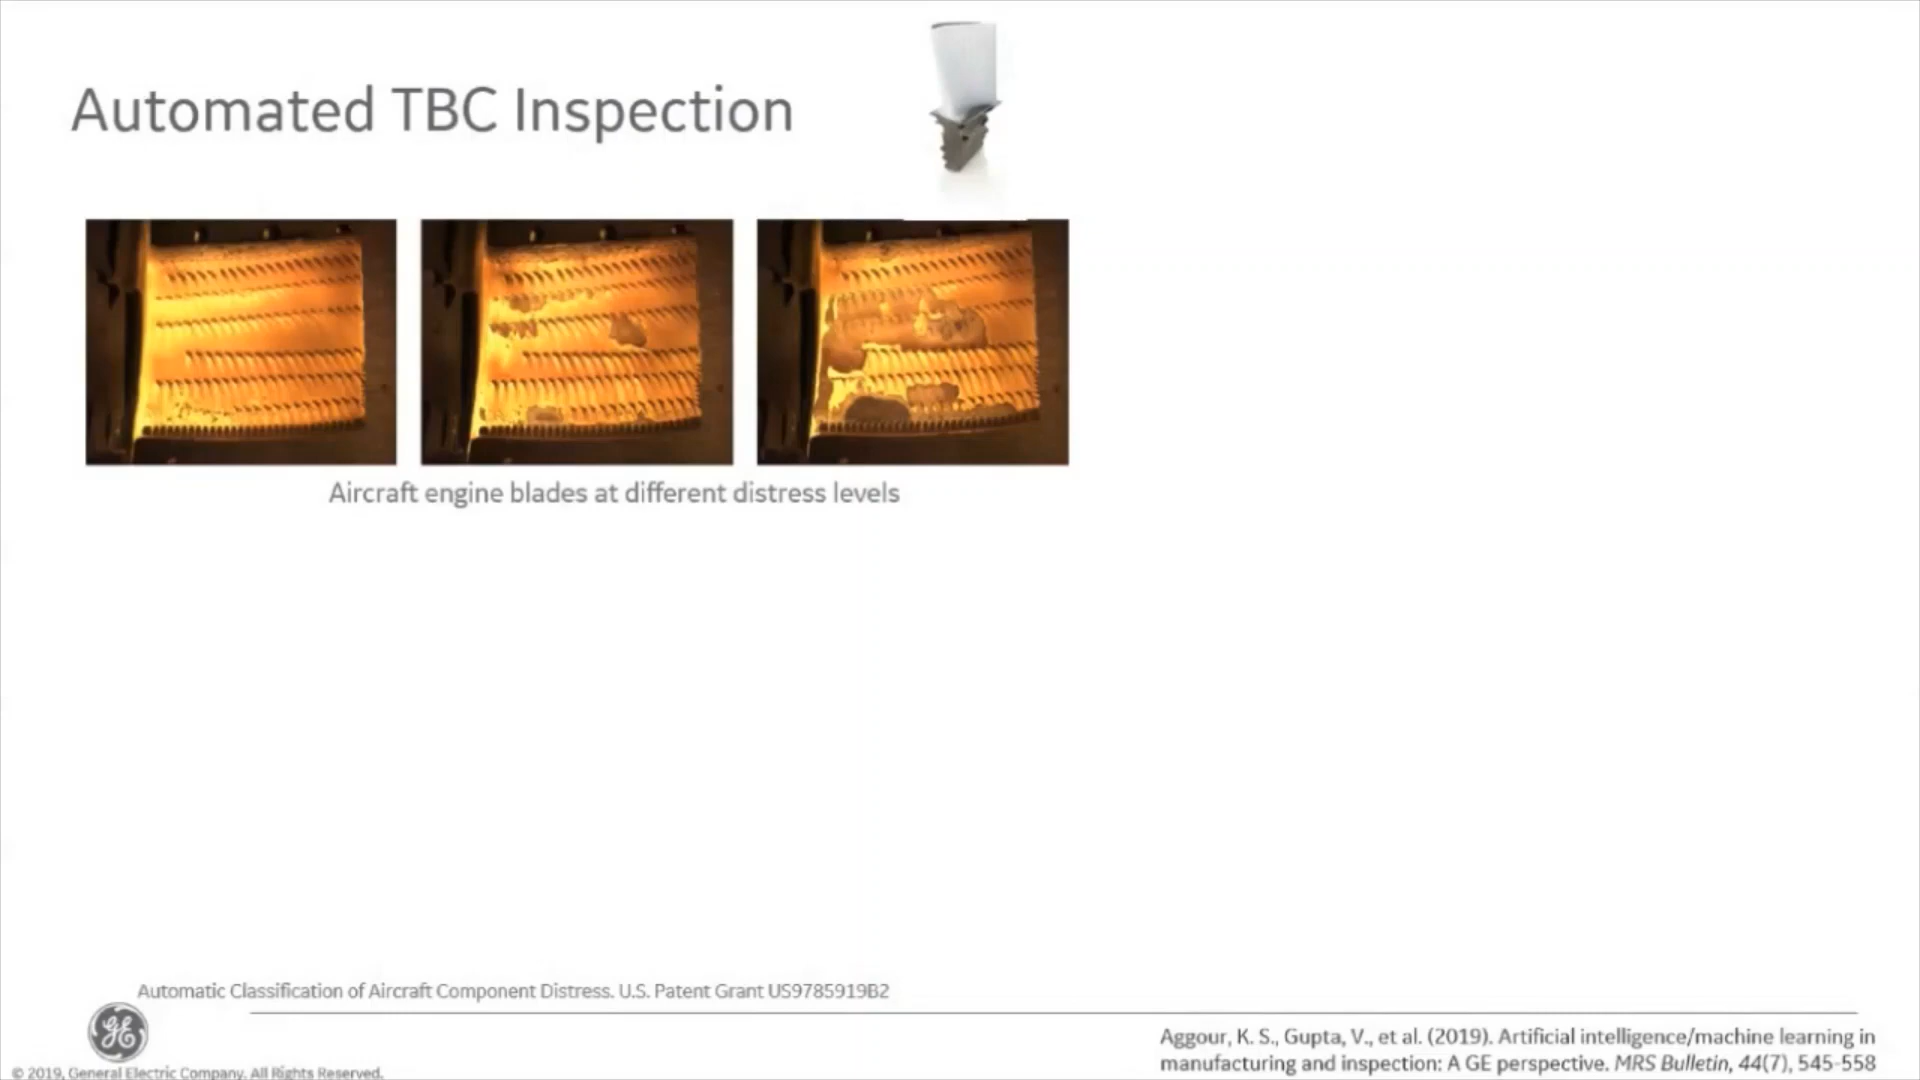 Automated TBC Inspection
Aircraft engine blades at different distress levels
Automatic Classification of Aircraft Component Distress. U.S. Patent Grant US9785919B2
GE
© 2019, General Electric Company. All Rights Reserved.
Aggour, K. S., Gupta, V., et al. (2019). Artificial intelligence/machine learning in
manufacturing and inspection: A GE perspective. MRS Bulletin, 44(7), 545-558